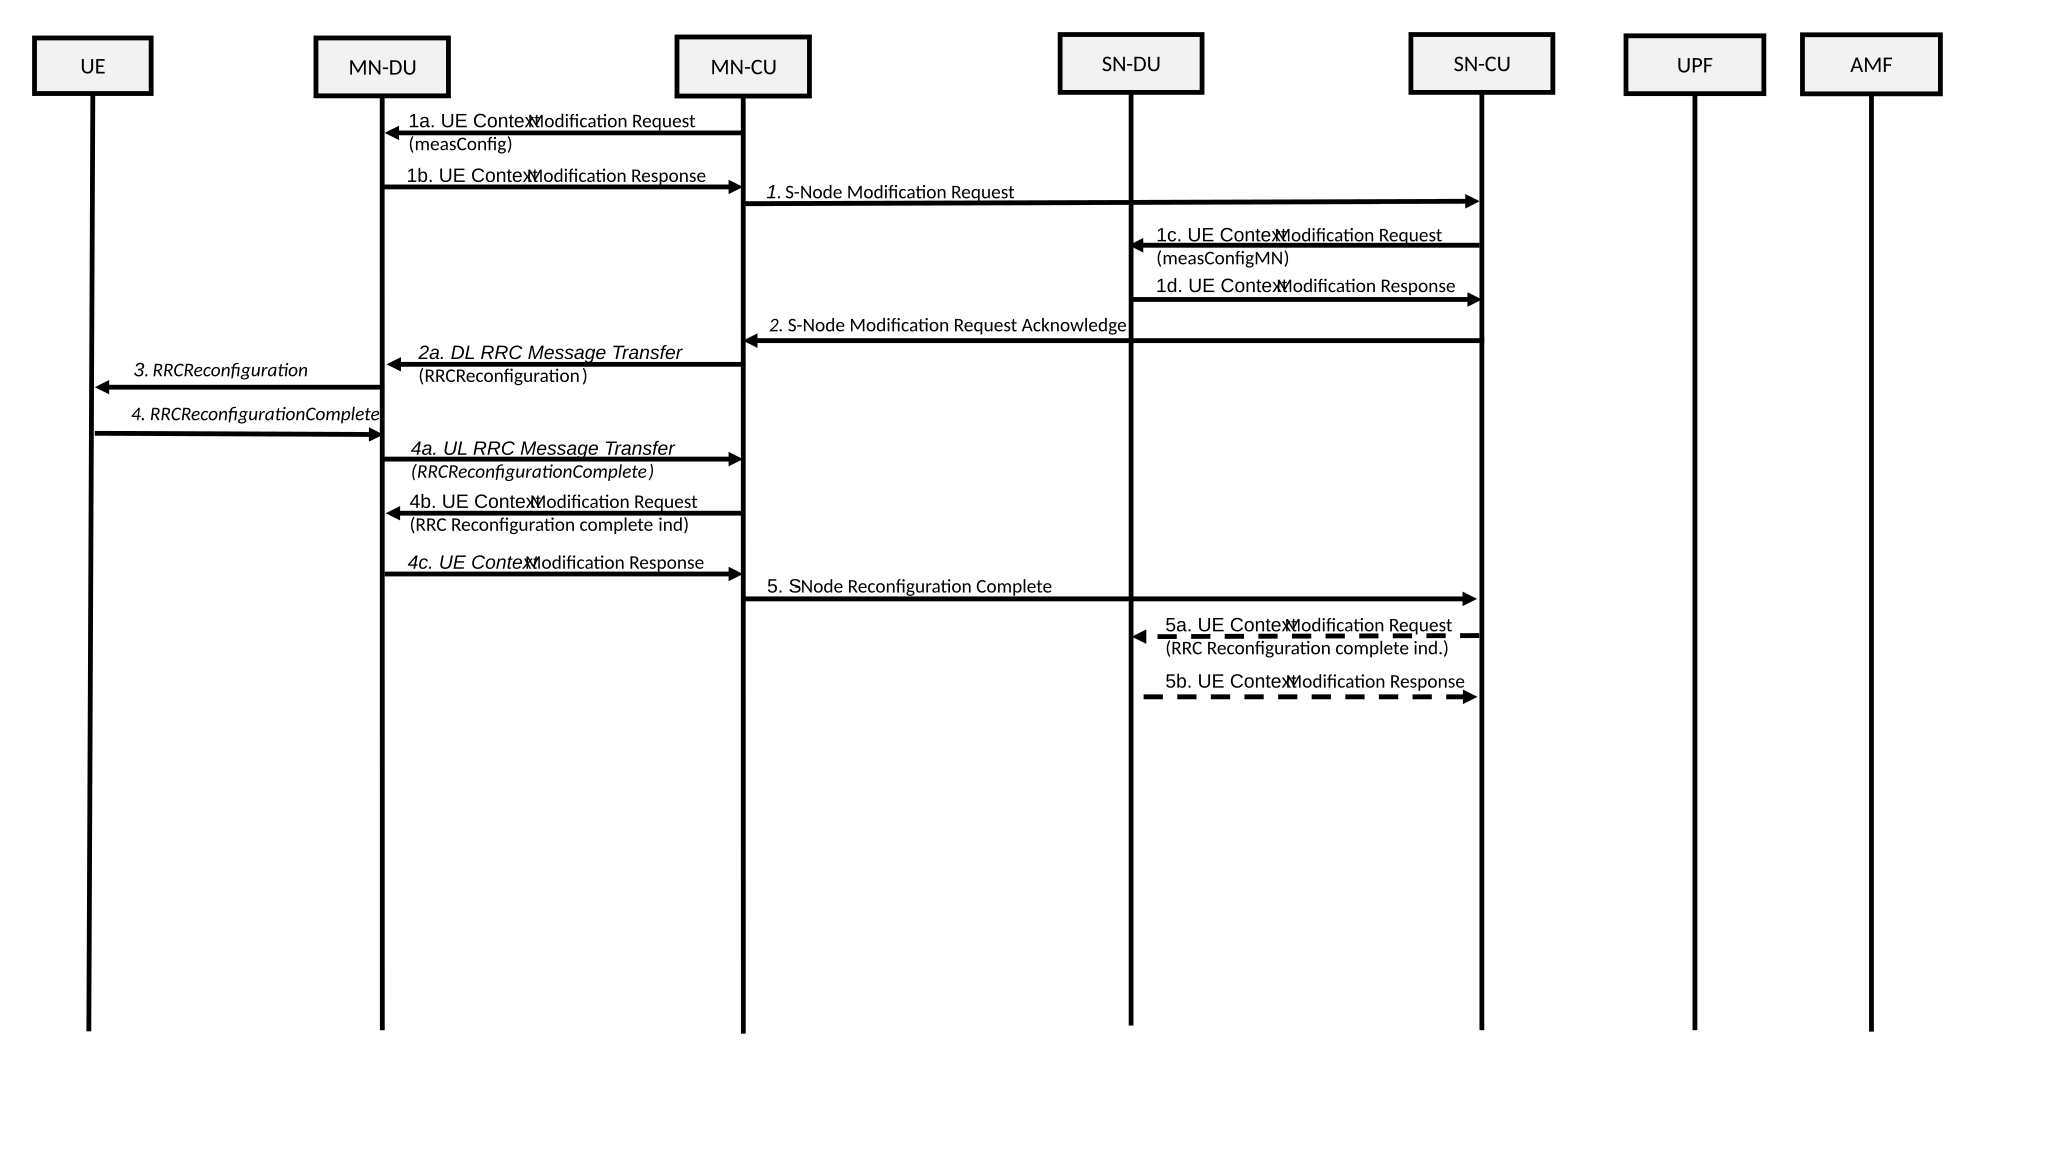 UE
MN-DU
MN-CU
SN-DU
SN-CU
UPF
AMF
1a. UE Context Modification Request
(measConfig)
1b. UE Context Modification Response
1. S-Node Modification Request
1c. UE Context Modification Request
(measConfigMN)
1d. UE Context Modification Response
2. S-Node Modification Request Acknowledge
2a. DL RRC Message Transfer
(RRCReconfiguration)
3. RRCReconfiguration
4. RRCReconfigurationComplete
4a. UL RRC Message Transfer
(RRCReconfigurationComplete)
4b. UE Context Modification Request
(RRC Reconfiguration complete ind)
4c. UE Context Modification Response
5. SNode Reconfiguration Complete
5a. UE Context Modification Request
(RRC Reconfiguration complete ind.)
5b. UE Context Modification Response